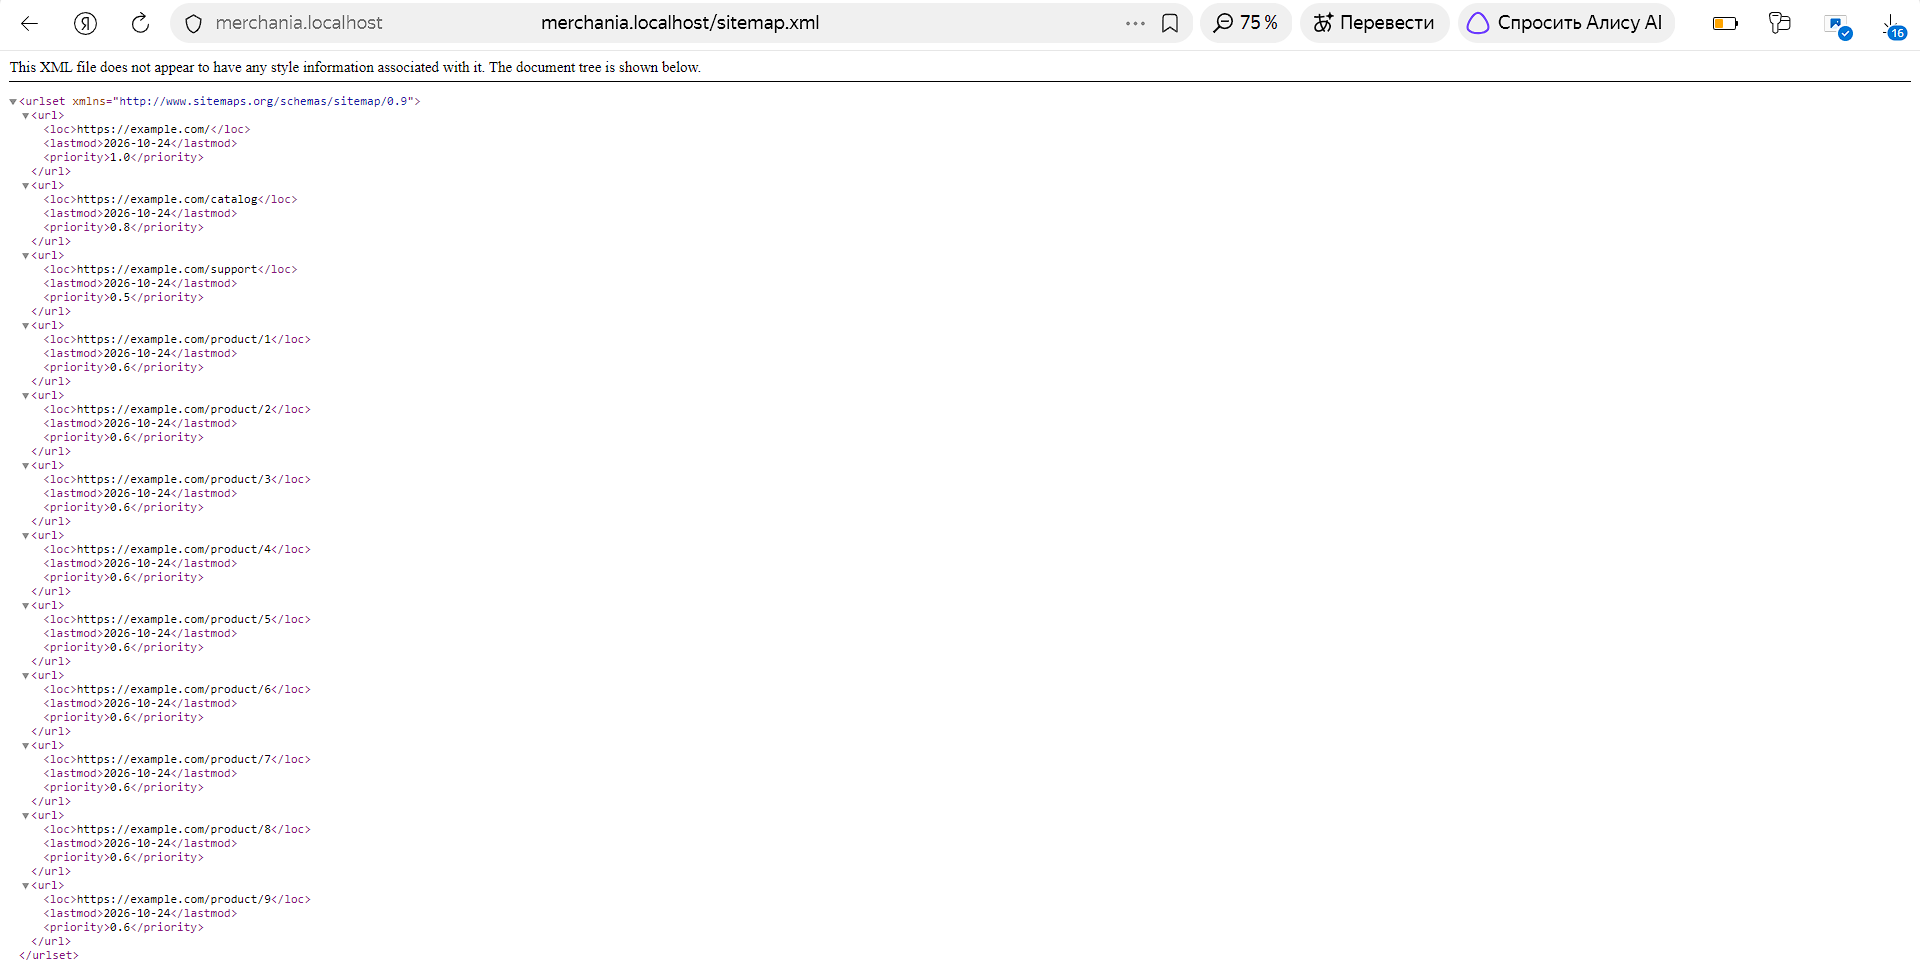 merchania.localhost merchania.localhost/sitemap.xml 75 % Перевести Спросить Алису AI 16
This XML file does not appear to have any style information associated with it. The document tree is shown below.
▼<urlset xmlns="http://www.sitemaps.org/schemas/sitemap/0.9">
▼<url>
<loc>https://example.com/</loc>
<lastmod>2026-10-24</lastmod>
<priority>1.0</priority>
</url>
▼<url>
<loc>https://example.com/catalog</loc>
<lastmod>2026-10-24</lastmod>
<priority>0.8</priority>
</url>
▼<url>
<loc>https://example.com/support</loc>
<lastmod>2026-10-24</lastmod>
<priority>0.5</priority>
</url>
▼<url>
<loc>https://example.com/product/1</loc>
<lastmod>2026-10-24</lastmod>
<priority>0.6</priority>
</url>
▼<url>
<loc>https://example.com/product/2</loc>
<lastmod>2026-10-24</lastmod>
<priority>0.6</priority>
</url>
▼<url>
<loc>https://example.com/product/3</loc>
<lastmod>2026-10-24</lastmod>
<priority>0.6</priority>
</url>
▼<url>
<loc>https://example.com/product/4</loc>
<lastmod>2026-10-24</lastmod>
<priority>0.6</priority>
</url>
▼<url>
<loc>https://example.com/product/5</loc>
<lastmod>2026-10-24</lastmod>
<priority>0.6</priority>
</url>
▼<url>
<loc>https://example.com/product/6</loc>
<lastmod>2026-10-24</lastmod>
<priority>0.6</priority>
</url>
▼<url>
<loc>https://example.com/product/7</loc>
<lastmod>2026-10-24</lastmod>
<priority>0.6</priority>
</url>
▼<url>
<loc>https://example.com/product/8</loc>
<lastmod>2026-10-24</lastmod>
<priority>0.6</priority>
</url>
▼<url>
<loc>https://example.com/product/9</loc>
<lastmod>2026-10-24</lastmod>
<priority>0.6</priority>
</url>
</urlset>